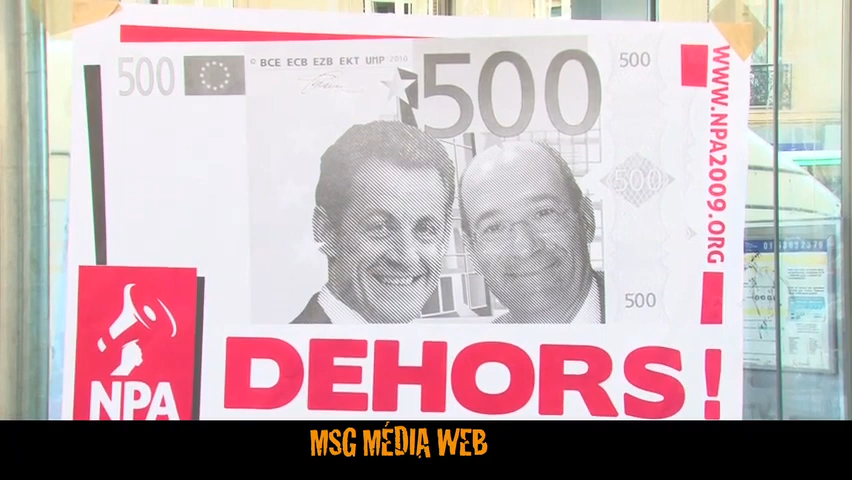 500
© BCE ECB EZB EKT UMP 2010
500
500
500
500
WWW.NPA2009.ORG
NPA
DEHORS!
MSG MÉDIA WEB